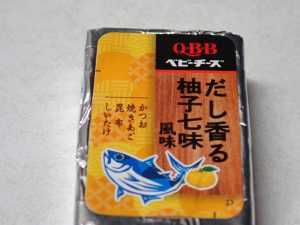 Q・B・B
ベビーチーズ
だし香る
柚子七味
風味
かつお
焼きあご
昆布
しいたけ
D